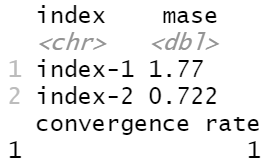 index mase
<chr> <dbl>
1 index-1 1.77
2 index-2 0.722
convergence rate
1 1